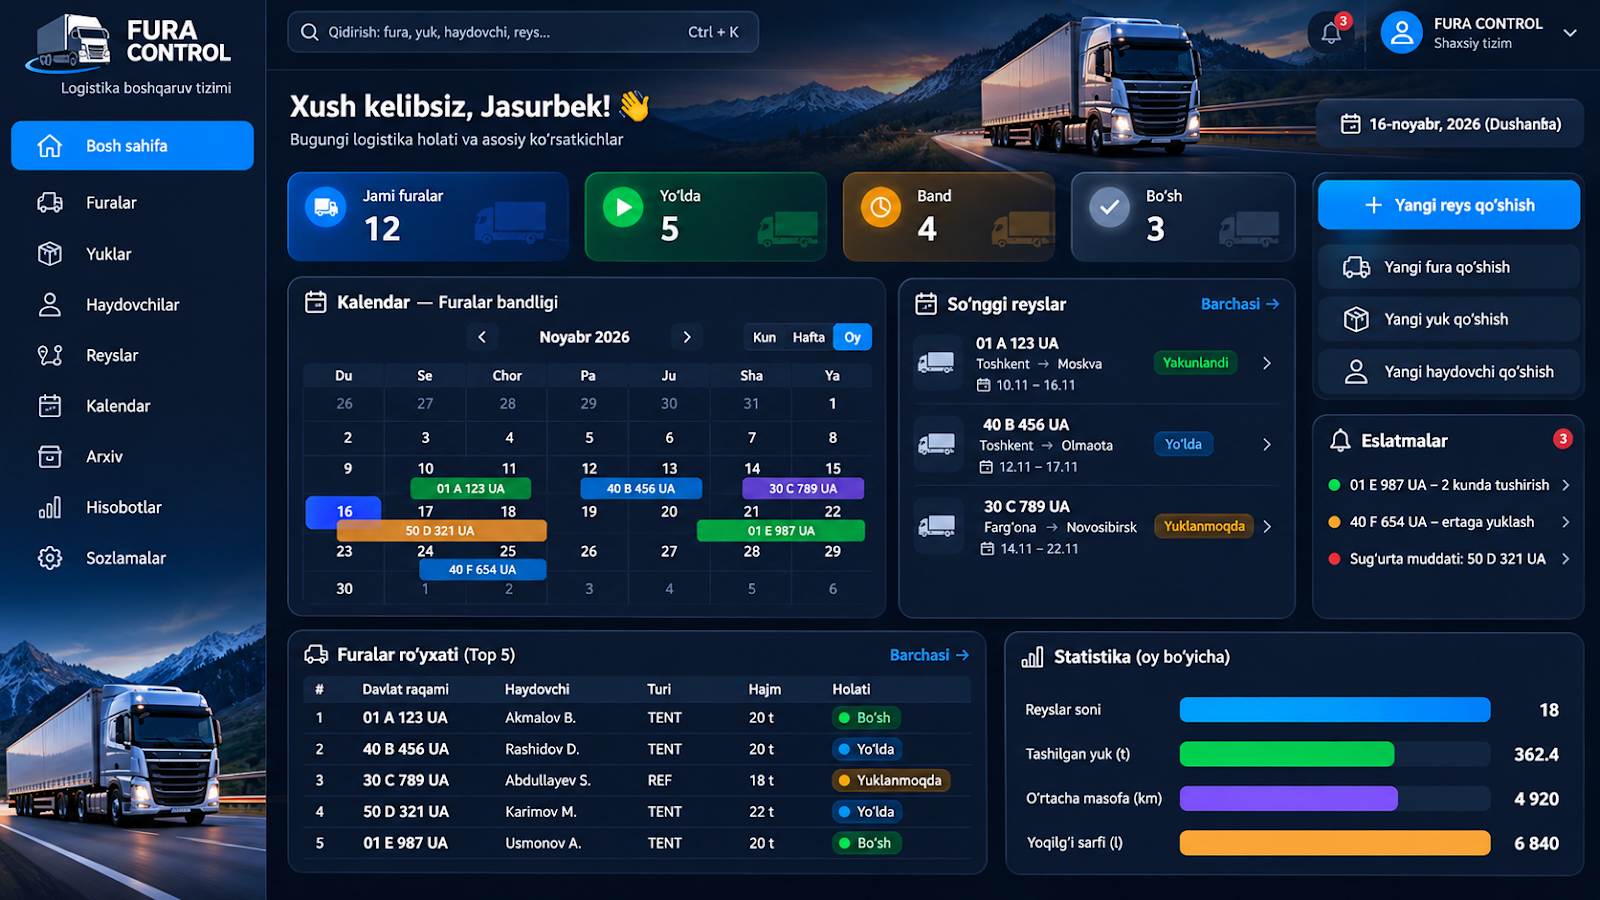 FURA
CONTROL
Logistika boshqaruv tizimi
Bosh sahifa
Furalar
Yuklar
Haydovchilar
Reyslar
Kalendar
Arxiv
Hisobotlar
Sozlamalar
Qidirish: fura, yuk, haydovchi, reys... Ctrl + K
3
FURA CONTROL
Shaxsiy tizim
Xush kelibsiz, Jasurbek! 👋
Bugungi logistika holati va asosiy ko‘rsatkichlar
16-noyabr, 2026
Jami furalar
12
Yo‘lda
5
Band
4
Bo‘sh
3
+ Yangi reys qo‘shish
Yangi fura qo‘shish
Yangi yuk qo‘shish
Yangi haydovchi qo‘shish
Kalendar — Furalar bandligi
< Noyabr 2026 > Kun Hafta Oy
Du Se Chor Pa Ju Sha Ya
26 27 28 29 30 31 1
2 3 4 5 6 7 8
9 10 11 12 13 14 15
01 A 123 UA 40 B 456 UA 30 C 789 UA
16 17 18 19 20 21 22
50 D 321 UA 01 E 987 UA
23 24 25 26 27 28 29
40 F 654 UA
30 1 2 3 4 5 6
So‘nggi reyslar Barchasi →
01 A 123 UA
Toshkent → Moskva Yakunlandi
10.11 – 16.11
40 B 456 UA
Toshkent → Olmaota Yo‘lda
12.11 – 17.11
30 C 789 UA
Farg‘ona → Novosibirsk Yuklanmoqda
14.11 – 22.11
Eslatmalar 3
01 E 987 UA – 2 kunda tushirish
40 F 654 UA – ertaga yuklash
Sug‘urta muddati: 50 D 321 UA
Furalar ro‘yxati (Top 5) Barchasi →
# Davlat raqami Haydovchi Turi Hajm Holati
1 01 A 123 UA Akmalov B. TENT 20 t Bo‘sh
2 40 B 456 UA Rashidov D. TENT 20 t Yo‘lda
3 30 C 789 UA Abdullayev S. REF 18 t Yuklanmoqda
4 50 D 321 UA Karimov M. TENT 22 t Yo‘lda
5 01 E 987 UA Usmonov A. TENT 20 t Bo‘sh
Statistika (oy bo‘yicha)
Reyslar soni 18
Tashilgan yuk (t) 362.4
O‘rtacha masofa (km) 4 920
Yoqilg‘i sarfi (l) 6 840